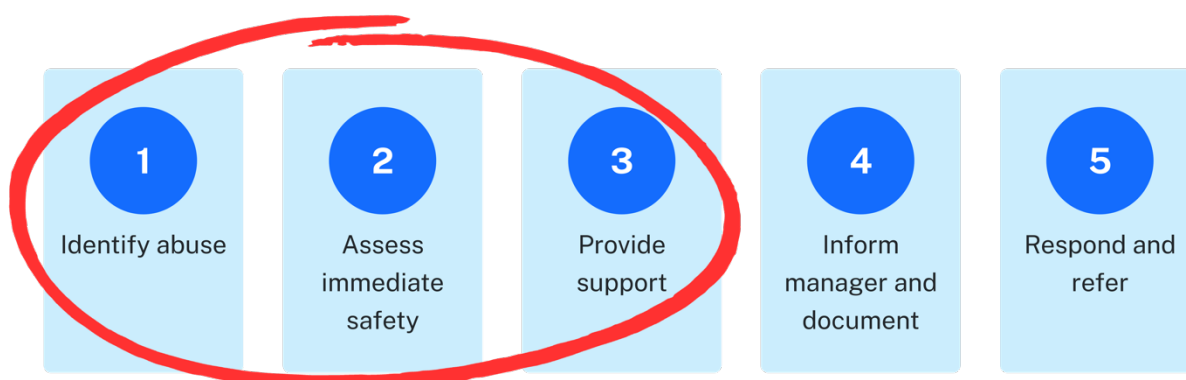 1
Identify abuse
2
Assess
immediate
safety
3
Provide
support
4
Inform
manager and
document
5
Respond and
refer